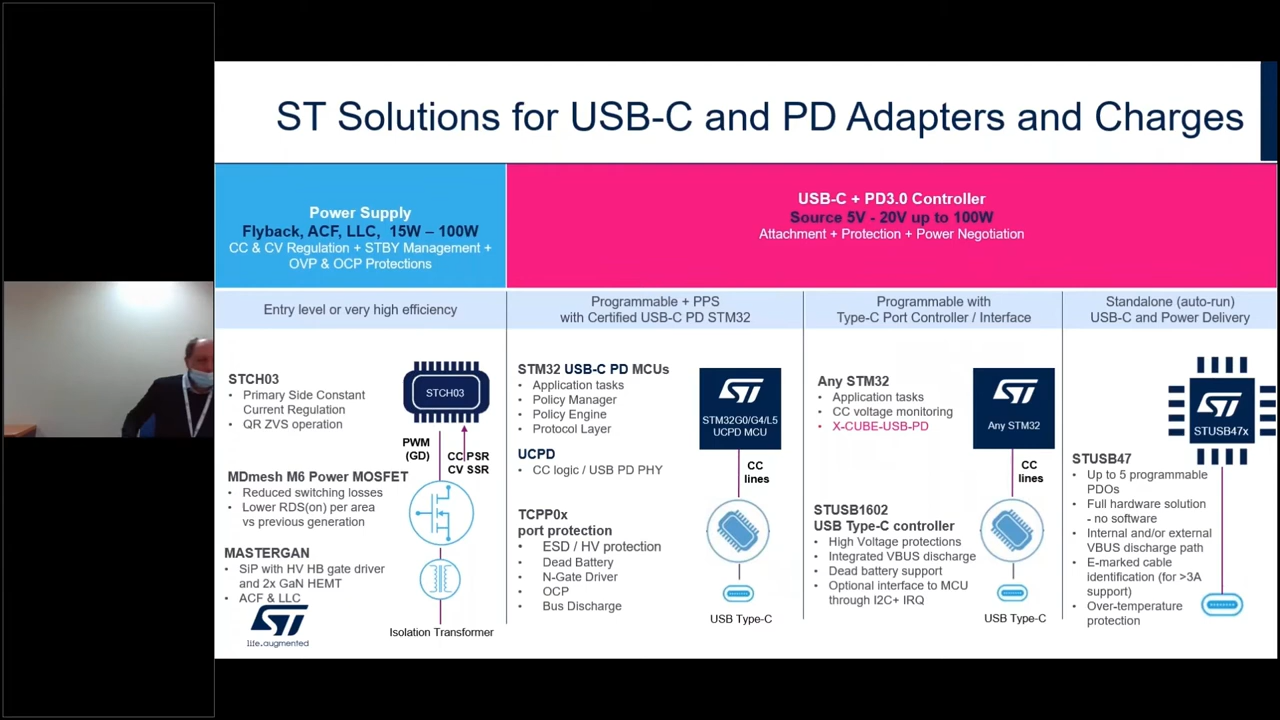 ST Solutions for USB-C and PD Adapters and Charges
Power Supply
Flyback, ACF, LLC, 15W – 100W
CC & CV Regulation + STBY Management +
OVP & OCP Protections
USB-C + PD3.0 Controller
Source 5V - 20V up to 100W
Attachment + Protection + Power Negotiation
Entry level or very high efficiency
Programmable + PPS
with Certified USB-C PD STM32
Programmable with
Type-C Port Controller / Interface
Standalone (auto-run)
USB-C and Power Delivery
STCH03
• Primary Side Constant
Current Regulation
• QR ZVS operation
STCH03
PWM
(GD)
CC PSR
CV SSR
MDmesh M6 Power MOSFET
• Reduced switching losses
• Lower RDS(on) per area
vs previous generation
MASTERGAN
• SiP with HV HB gate driver
and 2x GaN HEMT
• ACF & LLC
Isolation Transformer
ST
life.augmented
STM32 USB-C PD MCUs
• Application tasks
• Policy Manager
• Policy Engine
• Protocol Layer
UCPD
• CC logic / USB PD PHY
TCPP0x
port protection
• ESD / HV protection
• Dead Battery
• N-Gate Driver
• OCP
• Bus Discharge
ST
STM32G0/G4/L5
UCPD MCU
CC
lines
USB Type-C
Any STM32
• Application tasks
• CC voltage monitoring
• X-CUBE-USB-PD
STUSB1602
USB Type-C controller
• High Voltage protections
• Integrated VBUS discharge
• Dead battery support
• Optional interface to MCU
through I2C+ IRQ
ST
Any STM32
CC
lines
USB Type-C
ST
STUSB47x
STUSB47
• Up to 5 programmable
PDOs
• Full hardware solution
- no software
• Internal and/or external
VBUS discharge path
• E-marked cable
identification (for >3A
support)
• Over-temperature
protection